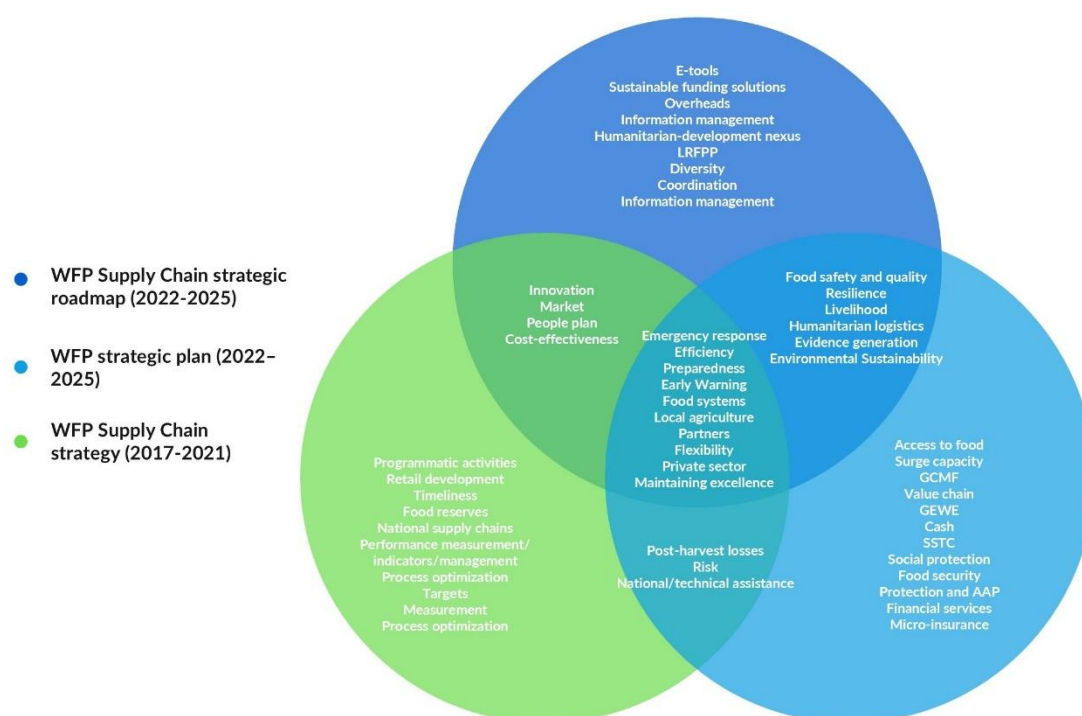 E-tools
Sustainable funding solutions
Overheads
Information management
Humanitarian-development nexus
LRFPP
Diversity
Coordination
Information management
WFP Supply Chain strategic
roadmap (2022-2025)
WFP strategic plan (2022–
2025)
WFP Supply Chain
strategy (2017-2021)
Innovation
Market
People plan
Cost-effectiveness
Food safety and quality
Resilience
Livelihood
Humanitarian logistics
Evidence generation
Environmental Sustainability
Emergency response
Efficiency
Preparedness
Early Warning
Food systems
Local agriculture
Partners
Flexibility
Private sector
Maintaining excellence
Programmatic activities
Retail development
Timeliness
Food reserves
National supply chains
Performance measurement/
indicators/management
Process optimization
Targets
Measurement
Process optimization
Post-harvest losses
Risk
National/technical assistance
Access to food
Surge capacity
GCMF
Value chain
GEWE
Cash
SSTC
Social protection
Food security
Protection and AAP
Financial services
Micro-insurance